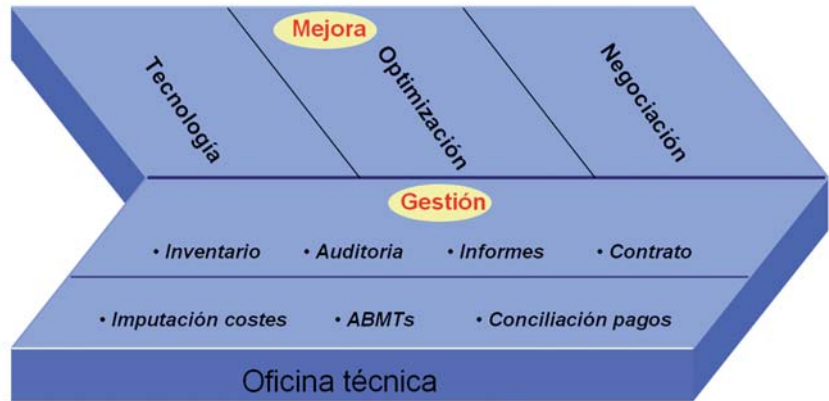 Mejora
Tecnología
Optimización
Negociación
Gestión
• Inventario • Auditoria • Informes • Contrato
• Imputación costes • ABMTs • Conciliación pagos
Oficina técnica